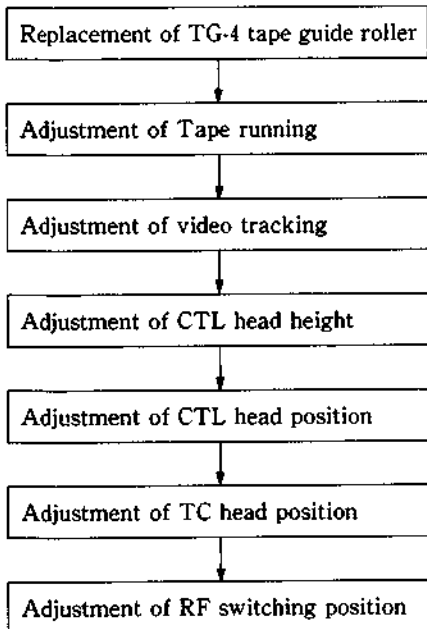 Replacement of TG-4 tape guide roller
Adjustment of Tape running
Adjustment of video tracking
Adjustment of CTL head height
Adjustment of CTL head position
Adjustment of TC head position
Adjustment of RF switching position